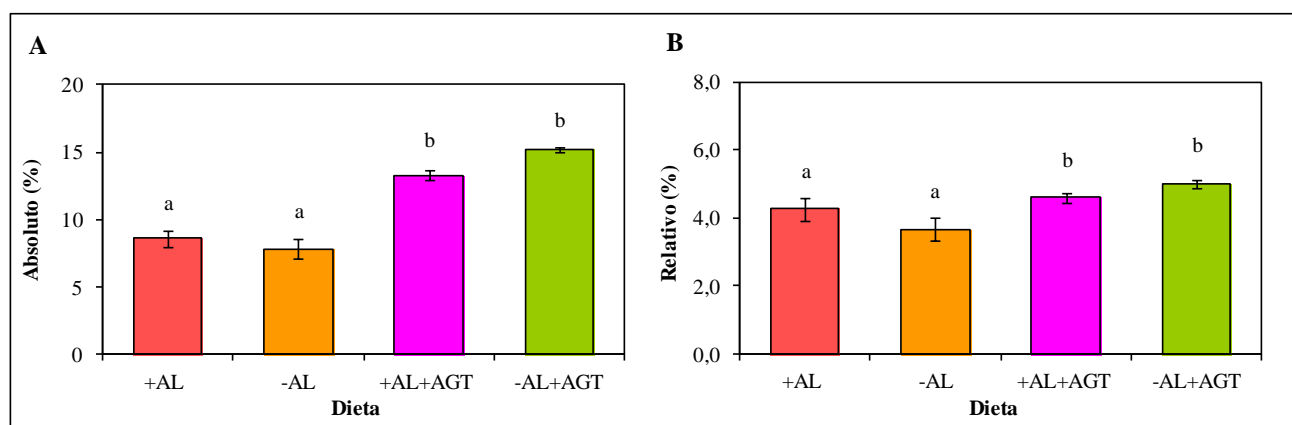 A
Absoluto (%)
20
15
10
5
0
a
a
b
b
+AL
-AL
+AL+AGT
-AL+AGT
Dieta
B
Relativo (%)
8,0
6,0
4,0
2,0
0,0
a
a
b
b
+AL
-AL
+AL+AGT
-AL+AGT
Dieta